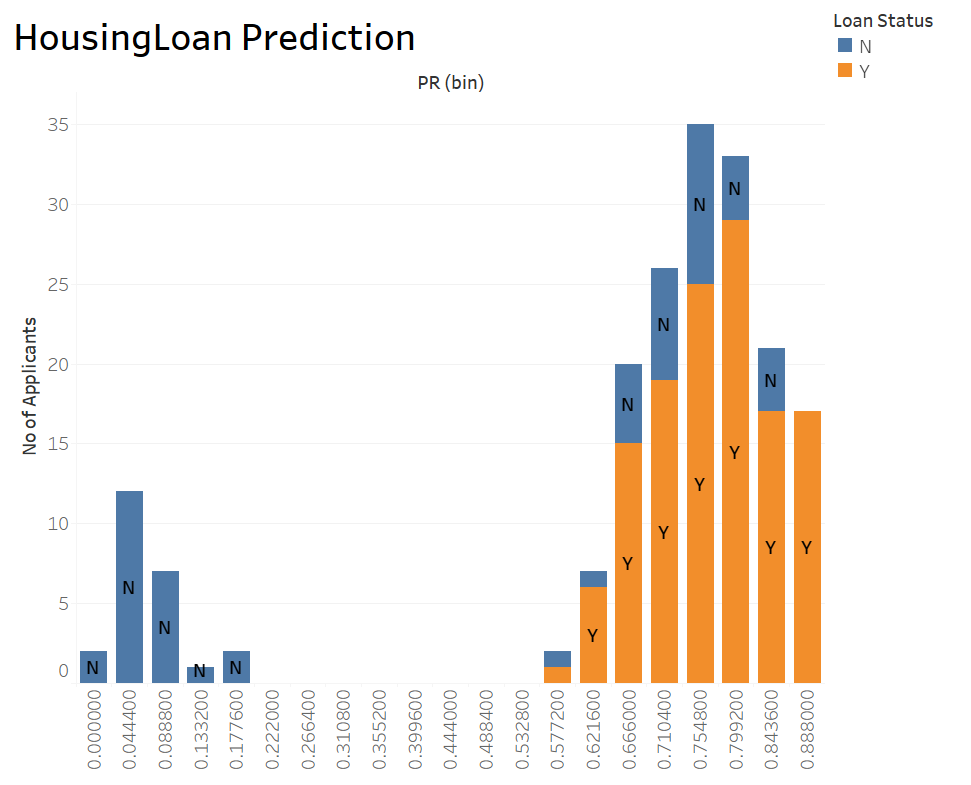 HousingLoan Prediction
Loan Status
N
Y
PR (bin)
No of Applicants
35
30
25
20
15
10
5
0
N
N
N
N
N
Y
N
Y
N
Y
N
Y
N
Y
N
Y
Y
0.000000
0.044400
0.088800
0.133200
0.177600
0.222000
0.266400
0.310800
0.355200
0.399600
0.444000
0.488400
0.532800
0.577200
0.621600
0.666000
0.710400
0.754800
0.799200
0.843600
0.888000